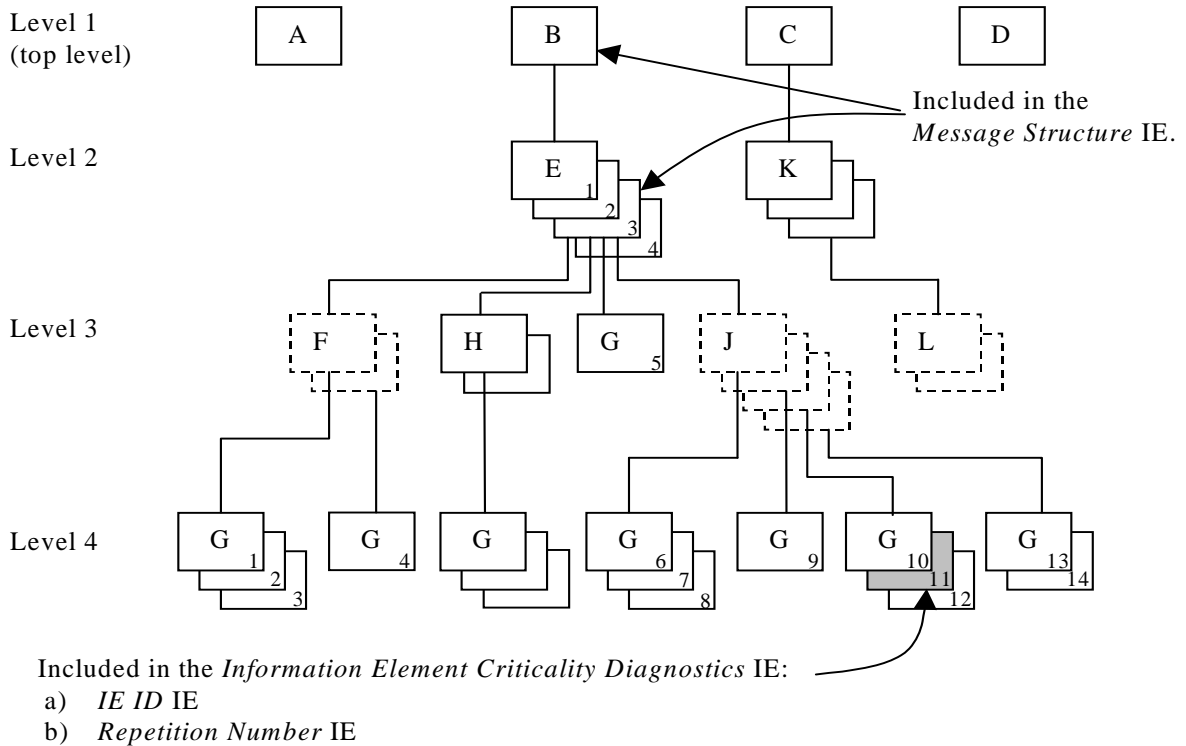 Level 1
(top level)
A
B
C
D
Included in the
Message Structure IE.
Level 2
E
1
2
3
4
K
Level 3
F
H
G
5
J
L
Level 4
G
1
2
3
G
4
G
G
6
7
8
G
9
G
10
11
12
G
13
14
Included in the Information Element Criticality Diagnostics IE:
a) IE ID IE
b) Repetition Number IE